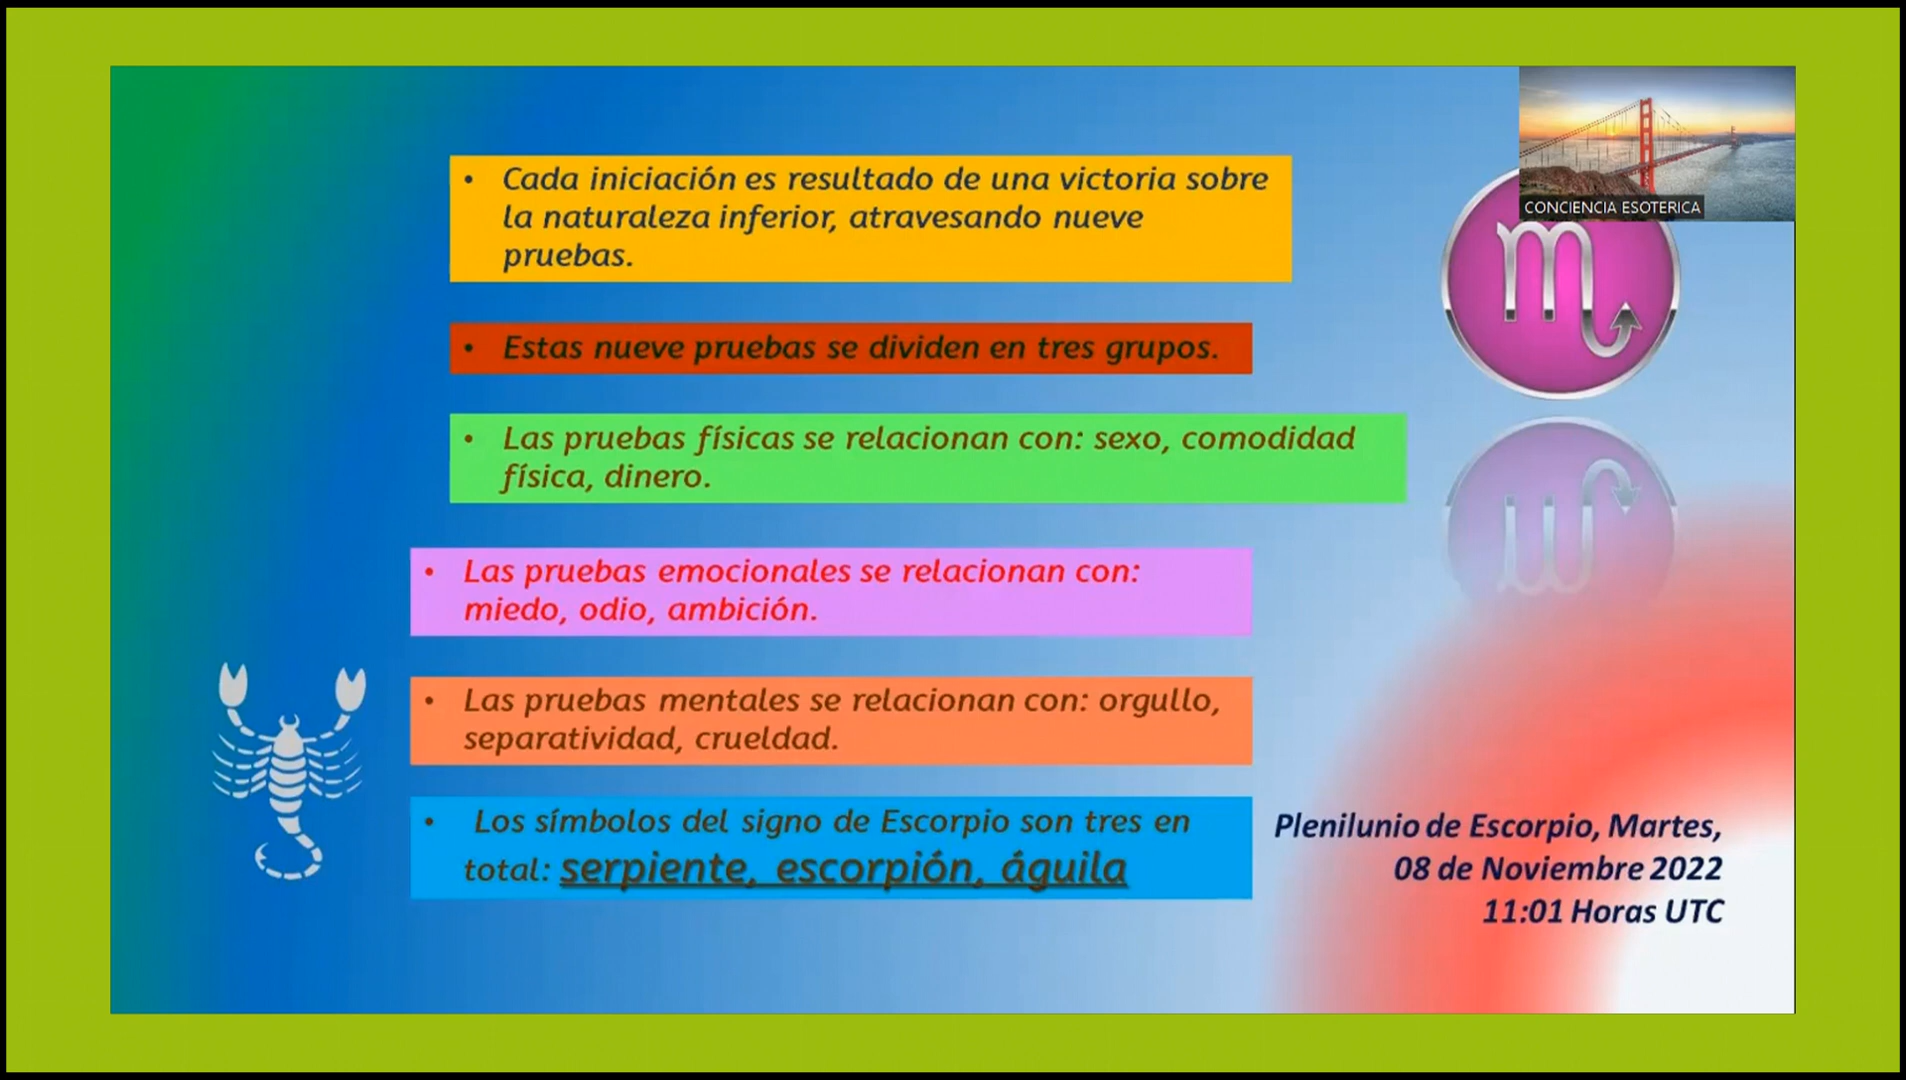 CONCIENCIA ESOTERICA
• Cada iniciación es resultado de una victoria sobre
la naturaleza inferior, atravesando nueve
pruebas.
• Estas nueve pruebas se dividen en tres grupos.
• Las pruebas físicas se relacionan con: sexo, comodidad
física, dinero.
• Las pruebas emocionales se relacionan con:
miedo, odio, ambición.
• Las pruebas mentales se relacionan con: orgullo,
separatividad, crueldad.
• Los símbolos del signo de Escorpio son tres en
total: serpiente, escorpión, águila
Plenilunio de Escorpio, Martes,
08 de Noviembre 2022
11:01 Horas UTC